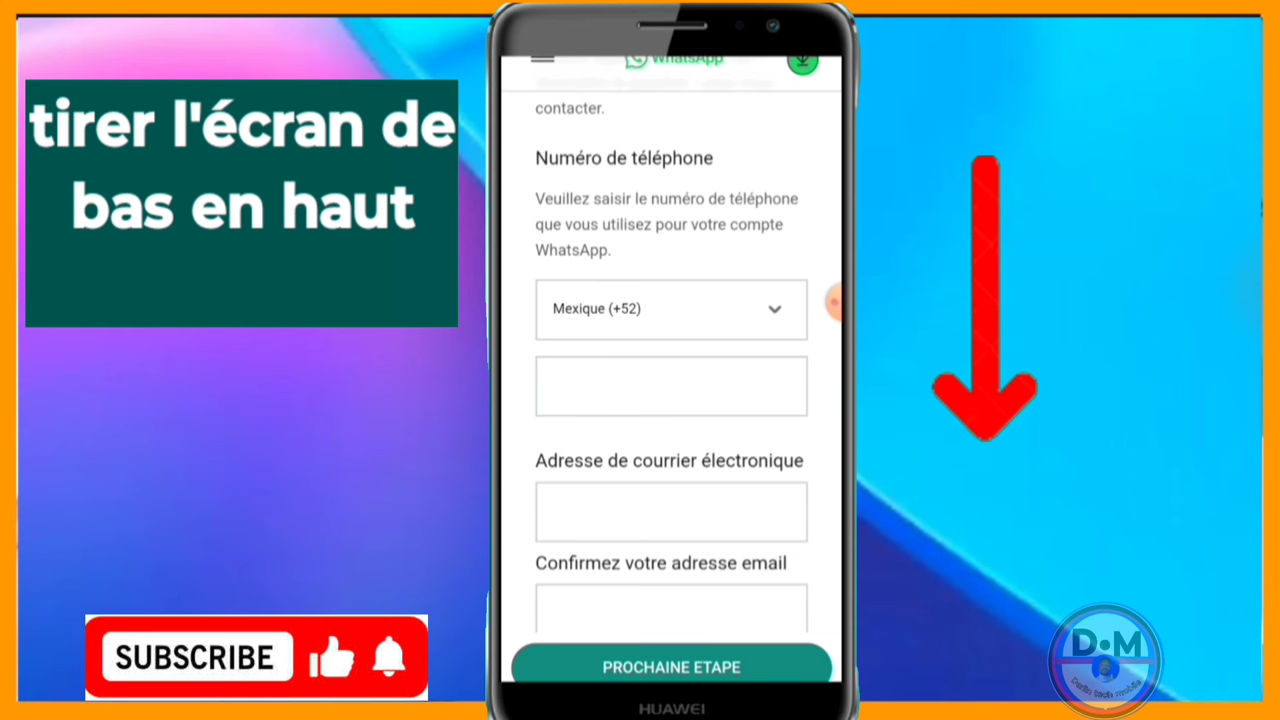 tirer l'écran de
bas en haut
WhatsApp
contacter.
Numéro de téléphone
Veuillez saisir le numéro de téléphone
que vous utilisez pour votre compte
WhatsApp.
Mexique (+52)
Adresse de courrier électronique
Confirmez votre adresse email
PROCHAINE ETAPE
HUAWEI
SUBSCRIBE
D•M